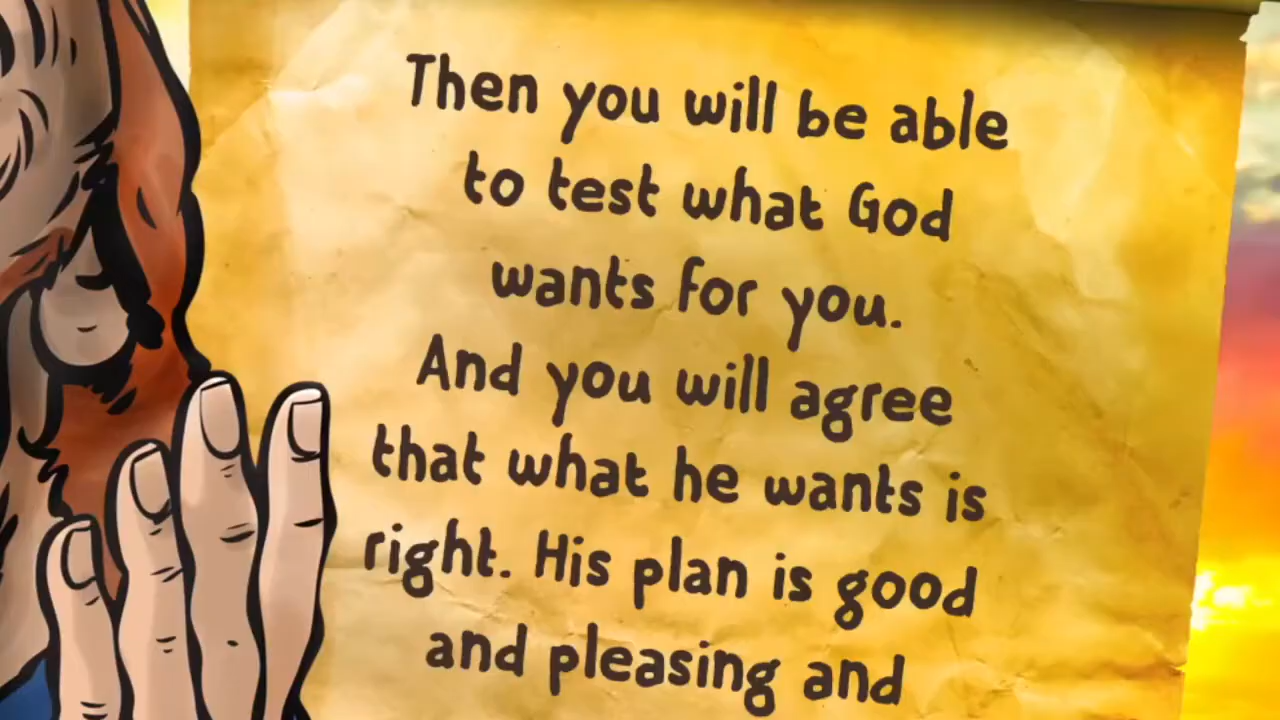 Then you will be able
to test what God
wants for you.
And you will agree
that what he wants is
right. His plan is good
and pleasing and